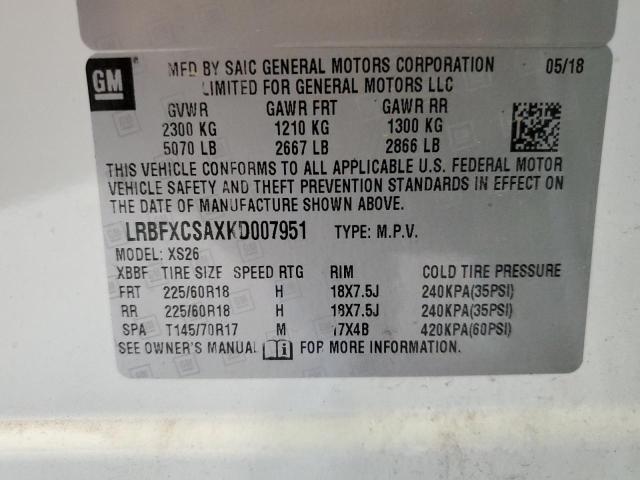 GM
MFD BY SAIC GENERAL MOTORS CORPORATION 05/18
LIMITED FOR GENERAL MOTORS LLC
GVWR GAWR FRT GAWR RR
2300 KG 1210 KG 1300 KG
5070 LB 2667 LB 2866 LB
THIS VEHICLE CONFORMS TO ALL APPLICABLE U.S. FEDERAL MOTOR
VEHICLE SAFETY AND THEFT PREVENTION STANDARDS IN EFFECT ON
THE DATE OF MANUFACTURE SHOWN ABOVE.
LRBFXCSAXKD007951 TYPE: M.P.V.
MODEL: XS26
XBBF TIRE SIZE SPEED RTG RIM COLD TIRE PRESSURE
FRT 225/60R18 H 18X7.5J 240KPA(35PSI)
RR 225/60R18 H 18X7.5J 240KPA(35PSI)
SPA T145/70R17 M 17X4B 420KPA(60PSI)
SEE OWNER'S MANUAL i FOR MORE INFORMATION.